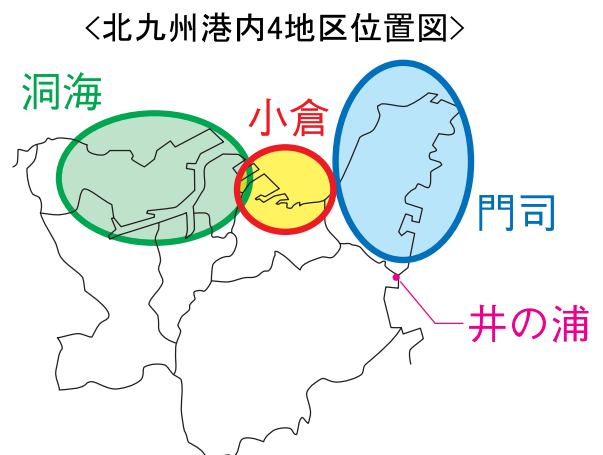 <北九州港内4地区位置図>
洞海
小倉
門司
井の浦